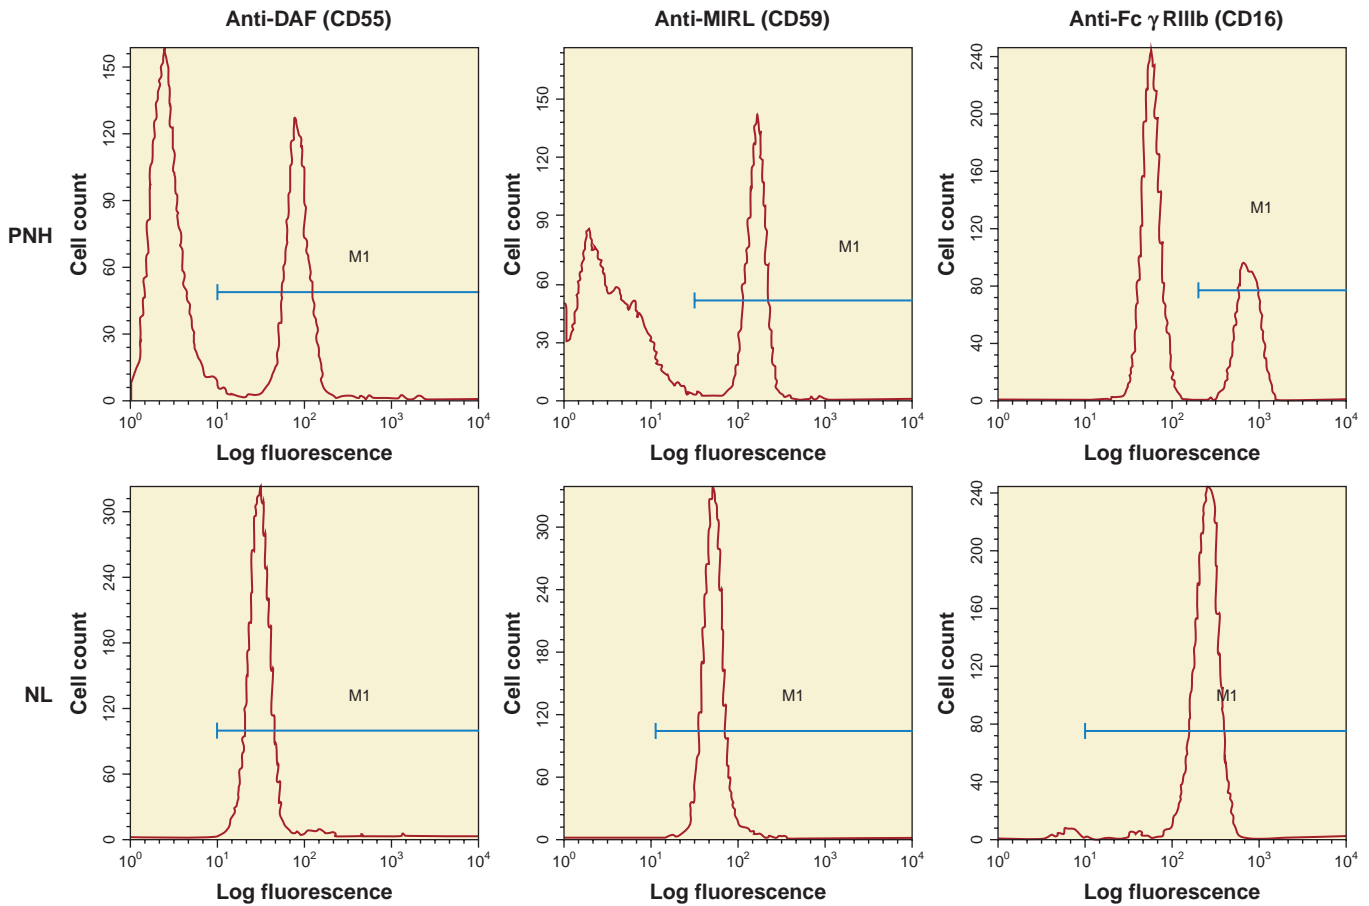 Anti-DAF (CD55)
Anti-MIRL (CD59)
Anti-Fc γ RIIIb (CD16)
PNH
Cell count
150
120
90
60
30
0
M1
10⁰ 10¹ 10² 10³ 10⁴
Log fluorescence
Cell count
150
120
90
60
30
0
M1
10⁰ 10¹ 10² 10³ 10⁴
Log fluorescence
Cell count
240
200
160
120
80
40
0
M1
10⁰ 10¹ 10² 10³ 10⁴
Log fluorescence
NL
Cell count
300
240
180
120
60
0
M1
10⁰ 10¹ 10² 10³ 10⁴
Log fluorescence
Cell count
300
240
180
120
60
0
M1
10⁰ 10¹ 10² 10³ 10⁴
Log fluorescence
Cell count
240
200
160
120
80
40
0
M1
10⁰ 10¹ 10² 10³ 10⁴
Log fluorescence